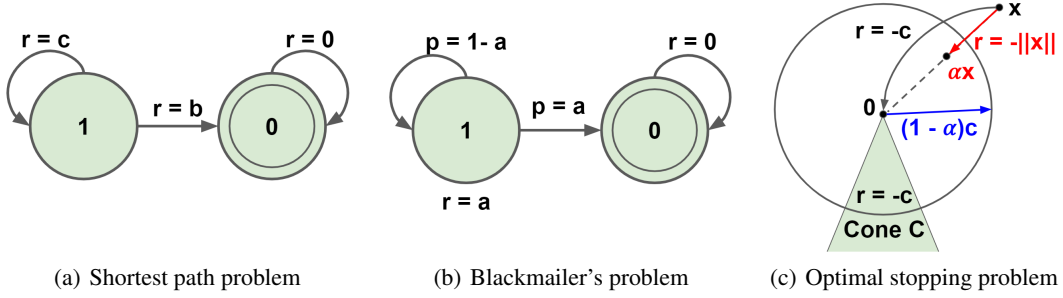 r = c
1
r = b
r = 0
0
(a) Shortest path problem
p = 1- a
1
r = a
p = a
r = 0
0
(b) Blackmailer's problem
x
r = -c
r = -||x||
αx
0
(1 - α)c
r = -c
Cone C
(c) Optimal stopping problem